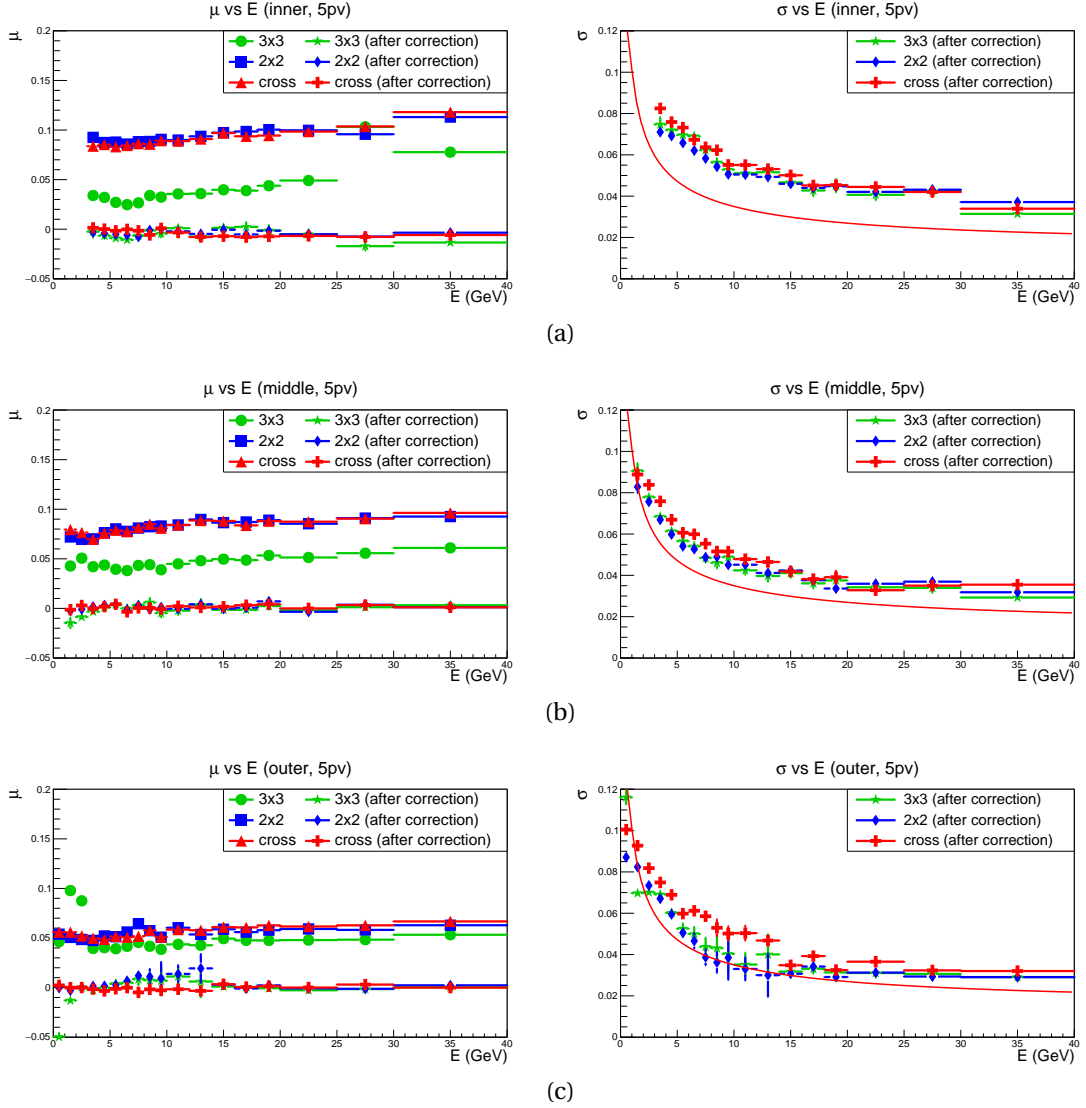 μ vs E (inner, 5pv)
μ
0.2
0.15
0.1
0.05
0
−0.05
3x3
3x3 (after correction)
2x2
2x2 (after correction)
cross
cross (after correction)
0 5 10 15 20 25 30 35 40
E (GeV)
σ vs E (inner, 5pv)
σ
0.12
0.1
0.08
0.06
0.04
0.02
0
3x3 (after correction)
2x2 (after correction)
cross (after correction)
0 5 10 15 20 25 30 35 40
E (GeV)
(a)
μ vs E (middle, 5pv)
μ
0.2
0.15
0.1
0.05
0
−0.05
3x3
3x3 (after correction)
2x2
2x2 (after correction)
cross
cross (after correction)
0 5 10 15 20 25 30 35 40
E (GeV)
σ vs E (middle, 5pv)
σ
0.12
0.1
0.08
0.06
0.04
0.02
0
3x3 (after correction)
2x2 (after correction)
cross (after correction)
0 5 10 15 20 25 30 35 40
E (GeV)
(b)
μ vs E (outer, 5pv)
μ
0.2
0.15
0.1
0.05
0
−0.05
3x3
3x3 (after correction)
2x2
2x2 (after correction)
cross
cross (after correction)
0 5 10 15 20 25 30 35 40
E (GeV)
σ vs E (outer, 5pv)
σ
0.12
0.1
0.08
0.06
0.04
0.02
0
3x3 (after correction)
2x2 (after correction)
cross (after correction)
0 5 10 15 20 25 30 35 40
E (GeV)
(c)